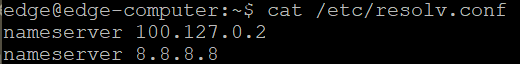 edge@edge-computer:~$ cat /etc/resolv.conf
nameserver 100.127.0.2
nameserver 8.8.8.8